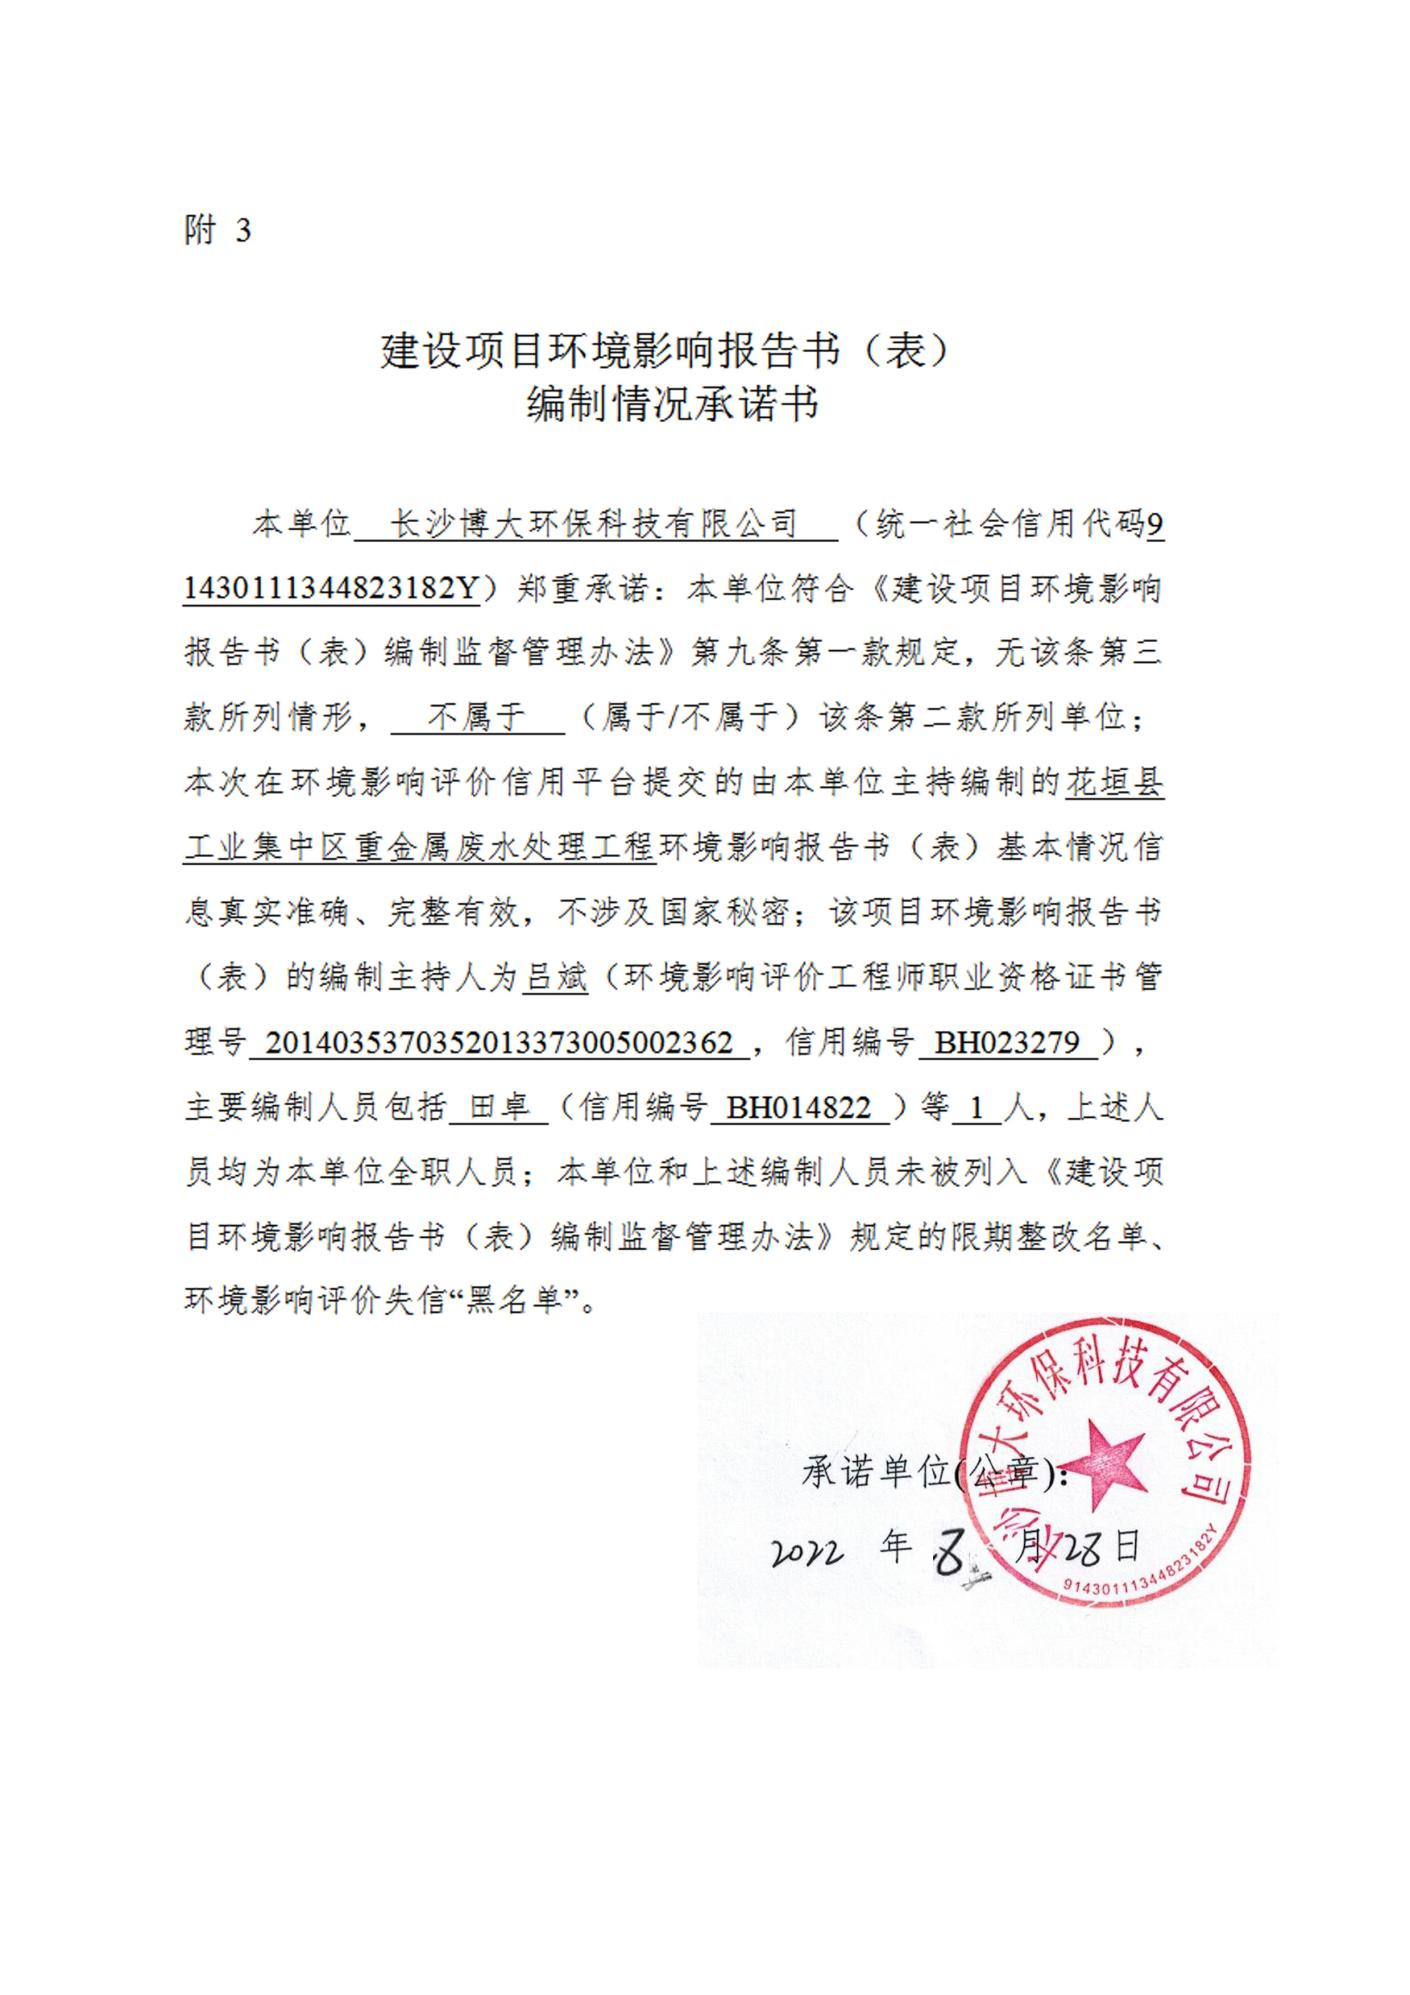 附 3
建设项目环境影响报告书（表）
编制情况承诺书
本单位 长沙博大环保科技有限公司 （统一社会信用代码9
1430111344823182Y）郑重承诺：本单位符合《建设项目环境影响
报告书（表）编制监督管理办法》第九条第一款规定，无该条第三
款所列情形， 不属于 （属于/不属于）该条第二款所列单位；
本次在环境影响评价信用平台提交的由本单位主持编制的花垣县
工业集中区重金属废水处理工程环境影响报告书（表）基本情况信
息真实准确、完整有效，不涉及国家秘密；该项目环境影响报告书
（表）的编制主持人为吕斌（环境影响评价工程师职业资格证书管
理号 2014035370352013373005002362 ，信用编号 BH023279 ），
主要编制人员包括 田卓 （信用编号 BH014822 ）等 1 人，上述人
员均为本单位全职人员；本单位和上述编制人员未被列入《建设项
目环境影响报告书（表）编制监督管理办法》规定的限期整改名单、
环境影响评价失信“黑名单”。
长沙博大环保科技有限公司
承诺单位(公章)：
2022 年 8 月 28 日
91430111344823182Y